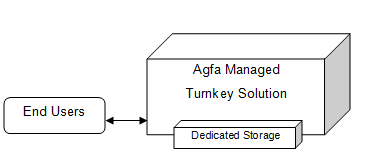 Agfa Managed
Turnkey Solution
End Users
Dedicated Storage